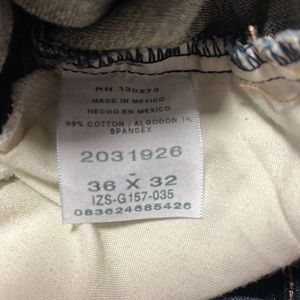 RN 130273
MADE IN MEXICO
HECHO EN MEXICO
99% COTTON / ALGODON 1%
SPANDEX
2031926
-
36 X 32
IZS-G157-035
083624685426